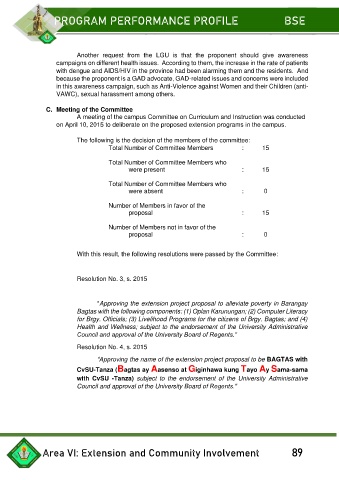 PROGRAM PERFORMANCE PROFILE BSE
Another request from the LGU is that the proponent should give awareness
campaigns on different health issues. According to them, the increase in the rate of patients
with dengue and AIDS/HIV in the province had been alarming them and the residents. And
because the proponent is a GAD advocate, GAD related issues and concerns were included
in this awareness campaign, such as Anti-Violence against Women and their Children (anti-
VAWC), sexual harassment among others.
C. Meeting of the Committee
A meeting of the campus Committee on Curriculum and Instruction was conducted
on April 10, 2015 to deliberate on the proposed extension programs in the campus.
The following is the decision of the members of the committee:
Total Number of Committee Members : 15
Total Number of Committee Members who
were present : 15
Total Number of Committee Members who
were absent : 0
Number of Members in favor of the
proposal : 15
Number of Members not in favor of the
proposal : 0
With this result, the following resolutions were passed by the Committee:
Resolution No. 3, s. 2015
"Approving the extension project proposal to alleviate poverty in Barangay
Bagtas with the following components: (1) Oplan Karunungan; (2) Computer Literacy
for Brgy. Officials; (3) Livelihood Programs for the citizens of Brgy. Bagtas; and (4)
Health and Wellness, subject to the endorsement of the University Administrative
Council and approval of the University Board of Regents."
Resolution No. 4, s. 2015
"Approving the name of the extension project proposal to be BAGTAS with
CvSU-Tanza (Bagtas ay Aasenso at Giginhawa kung Tayo Ay Sama-sama
with CvSU -Tanza) subject to the endorsement of the University Administrative
Council and approval of the University Board of Regents."
Area VI: Extension and Community Involvement 89